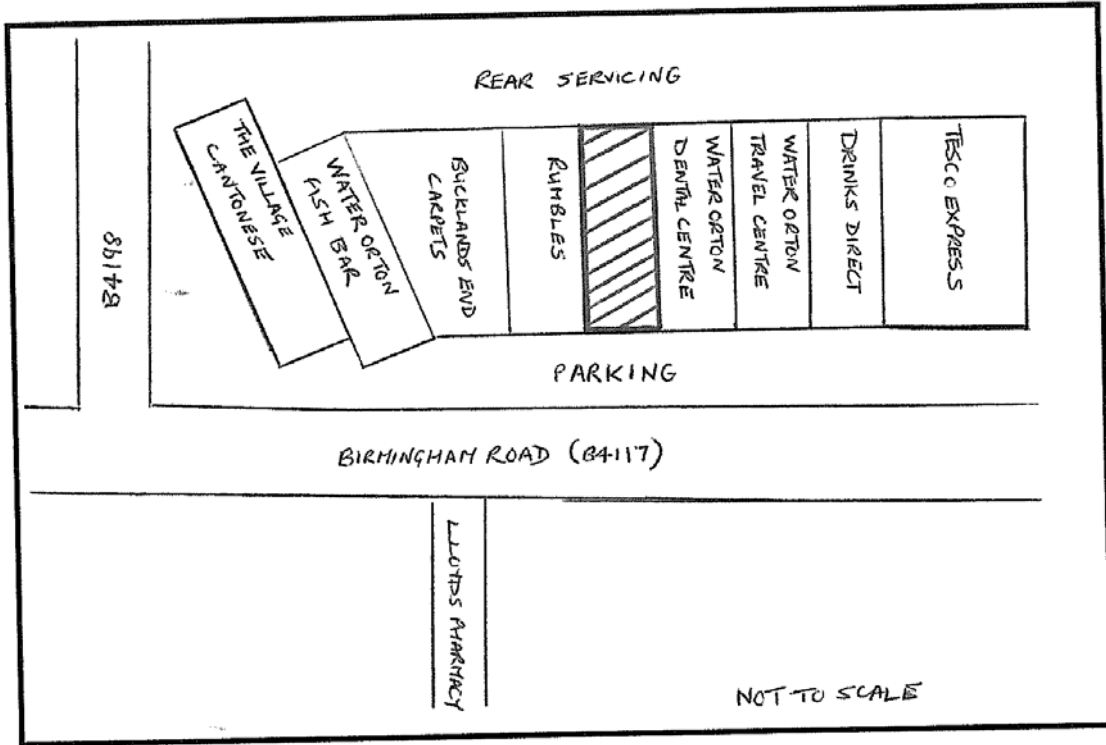 REAR SERVICING
THE VILLAGE
CANTONESE
WATER ORTON
FISH BAR
BUCKLANDS END
CARPETS
RUMBLES
WATER ORTON
DENTAL CENTRE
WATER ORTON
TRAVEL CENTRE
DRINKS DIRECT
TESCO EXPRESS
B4198
PARKING
BIRMINGHAM ROAD (B4117)
LLOYDS PHARMACY
NOT TO SCALE